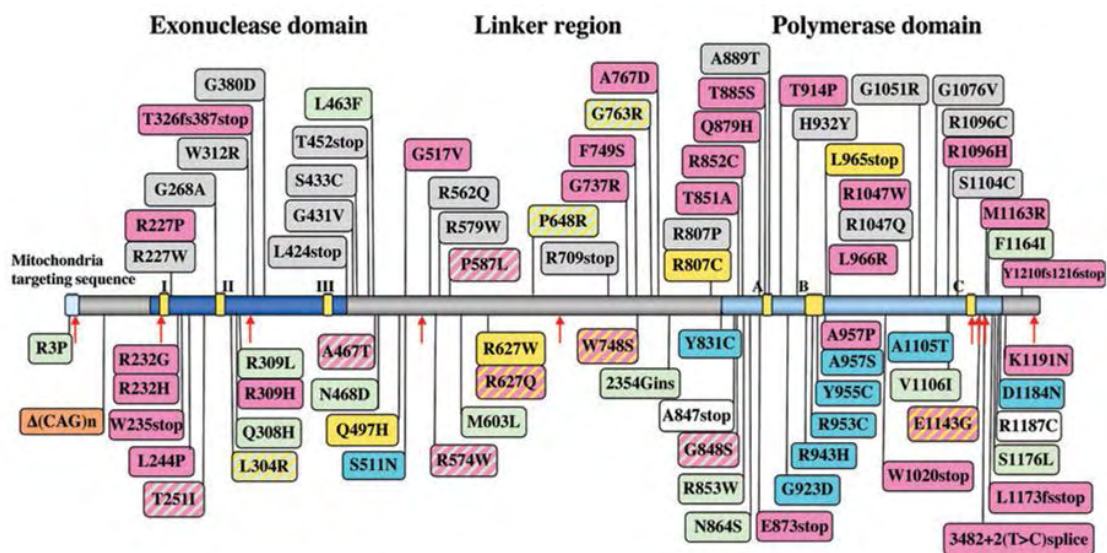 Exonuclease domain
Linker region
Polymerase domain
G380D
T326fs387stop
W312R
G268A
R227P
R227W
L463F
T452stop
S433C
G431V
L424stop
G517V
R562Q
R579W
P587L
A767D
G763R
F749S
G737R
P648R
R709stop
A889T
T885S
Q879H
R852C
T851A
R807P
R807C
T914P
H932Y
L965stop
R1047W
R1047Q
L966R
G1051R
G1076V
R1096C
R1096H
S1104C
M1163R
F1164I
Y1210fs1216stop
Mitochondria
targeting sequence
I
II
III
A
B
C
R3P
Δ(CAG)n
R232G
R232H
W235stop
L244P
T251I
R309L
R309H
Q308H
L304R
A467T
N468D
Q497H
S511N
R574W
R627W
R627Q
M603L
W748S
2354Gins
Y831C
A847stop
G848S
R853W
N864S
E873stop
A957P
A957S
Y955C
R953C
R943H
G923D
A1105T
V1106I
E1143G
W1020stop
K1191N
D1184N
R1187C
S1176L
L1173fsstop
3482+2(T>C)splice